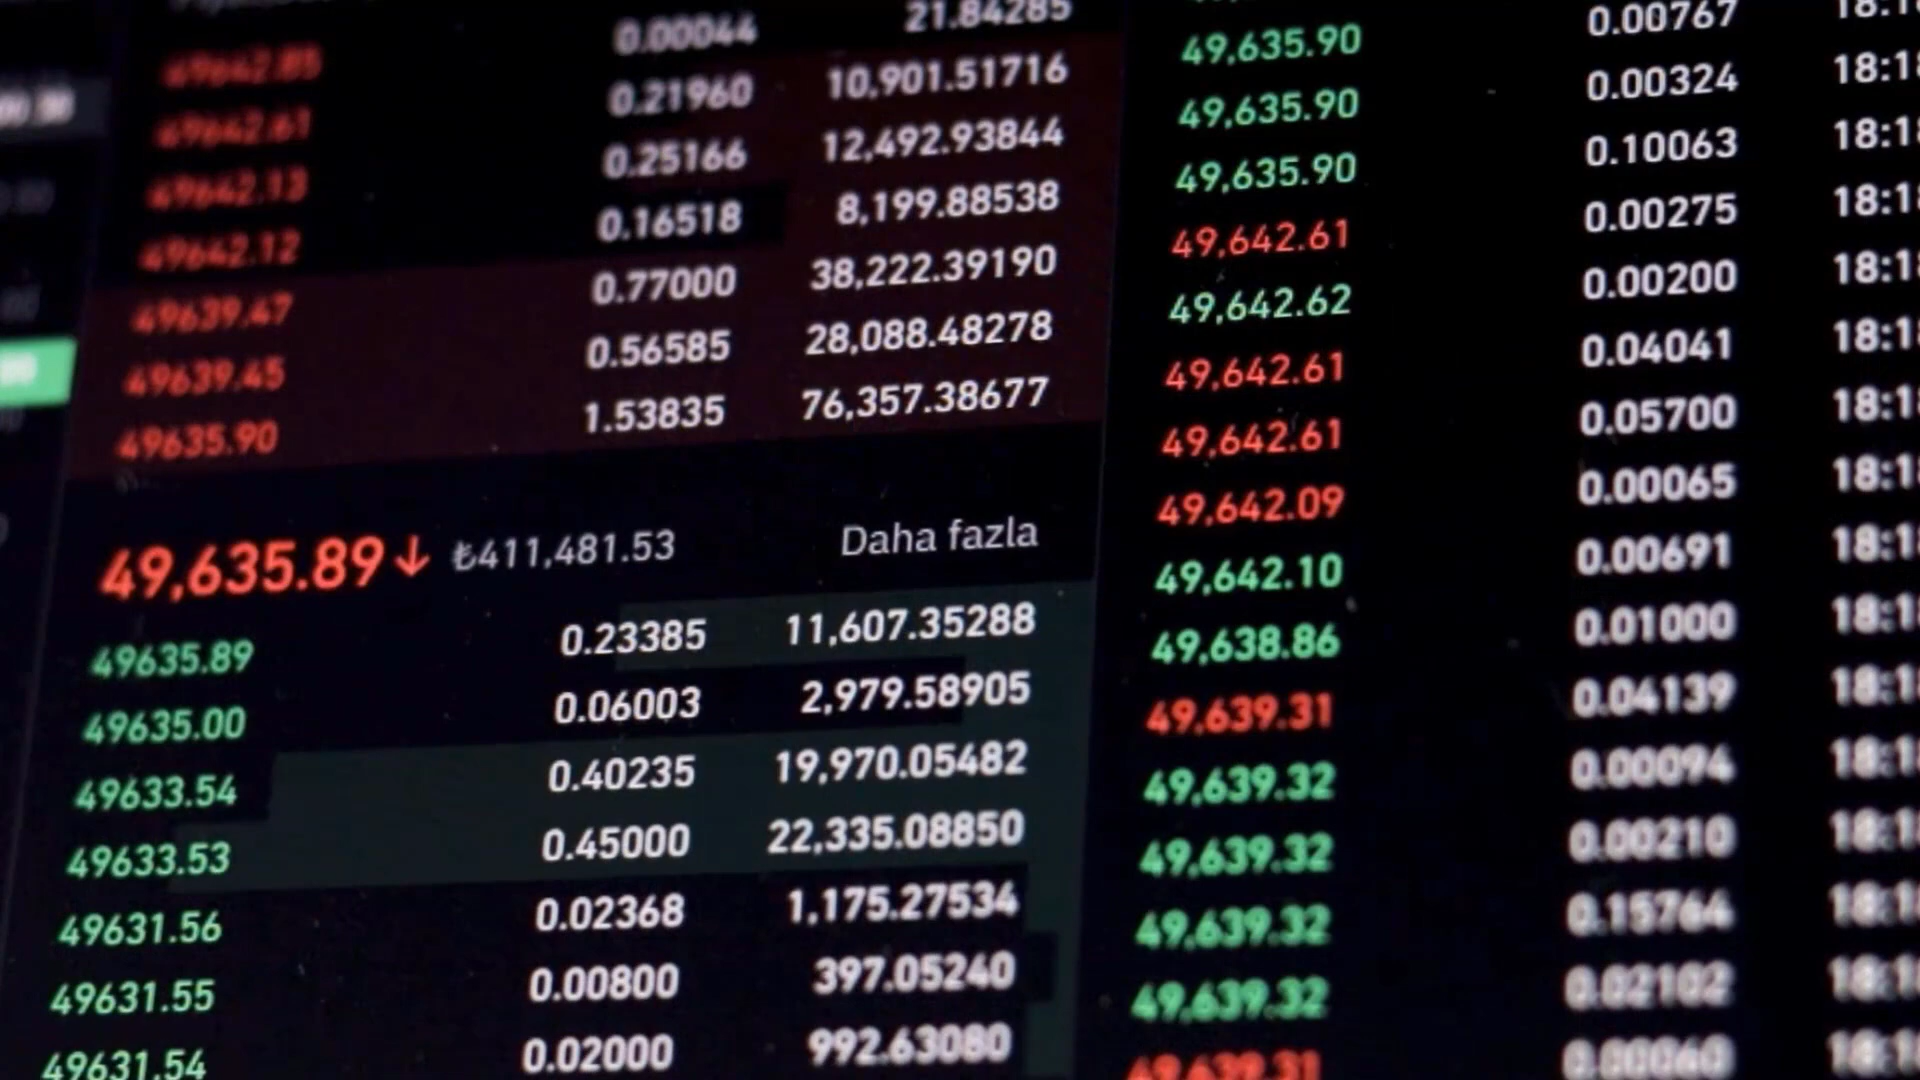 0.00044 21.84285
49642.85 0.21960 10,901.51716
49642.61 0.25166 12,492.93844
49642.13 0.16518 8,199.88538
49642.12 0.77000 38,222.39190
49639.47 0.56585 28,088.48278
49639.45 1.53835 76,357.38677
49635.90
49,635.89↓ ₺411,481.53 Daha fazla
49635.89 0.23385 11,607.35288
49635.00 0.06003 2,979.58905
49633.54 0.40235 19,970.05482
49633.53 0.45000 22,335.08850
49631.56 0.02368 1,175.27534
49631.55 0.00800 397.05240
49631.54 0.02000 992.63080
0.00767 18:1
49,635.90 0.00324 18:1
49,635.90 0.10063 18:1
49,635.90 0.00275 18:1
49,642.61 0.00200 18:1
49,642.62 0.04041 18:1
49,642.61 0.05700 18:1
49,642.61 0.00065 18:1
49,642.09 0.00691 18:1
49,642.10 0.01000 18:1
49,638.86 0.04139 18:1
49,639.31 0.00094 18:1
49,639.32 0.00210 18:1
49,639.32 0.15764 18:1
49,639.32 0.02102 18:1
49,639.32 0.00060 18:1
49,639.31